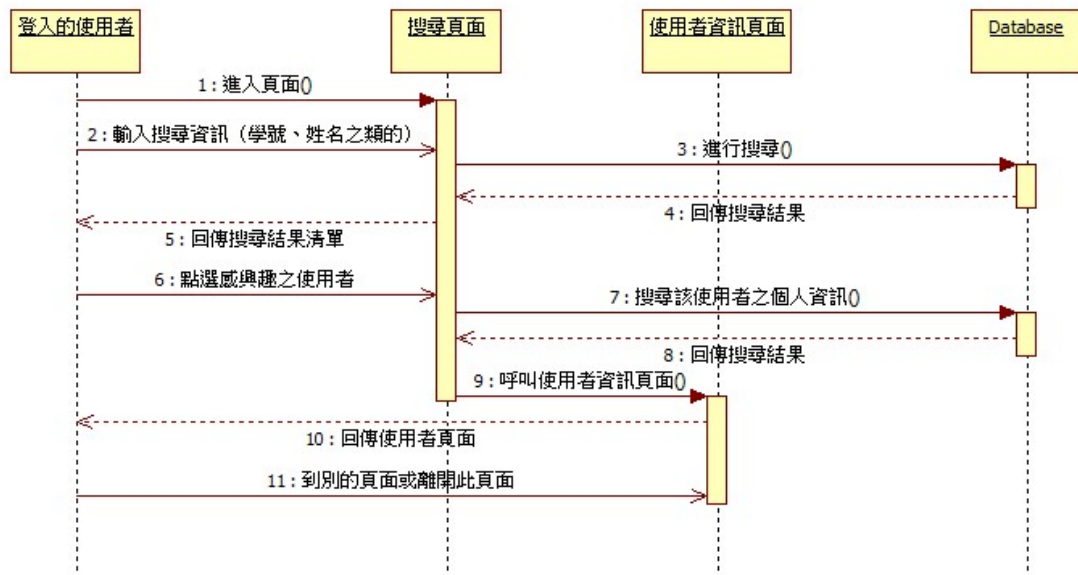 登入的使用者 搜尋頁面 使用者資訊頁面 Database
1 : 進入頁面()
2 : 輸入搜尋資訊（學號、姓名之類的）
3 : 進行搜尋()
4 : 回傳搜尋結果
5 : 回傳搜尋結果清單
6 : 點選感興趣之使用者
7 : 搜尋該使用者之個人資訊()
8 : 回傳搜尋結果
9 : 呼叫使用者資訊頁面()
10 : 回傳使用者頁面
11 : 到別的頁面或離開此頁面